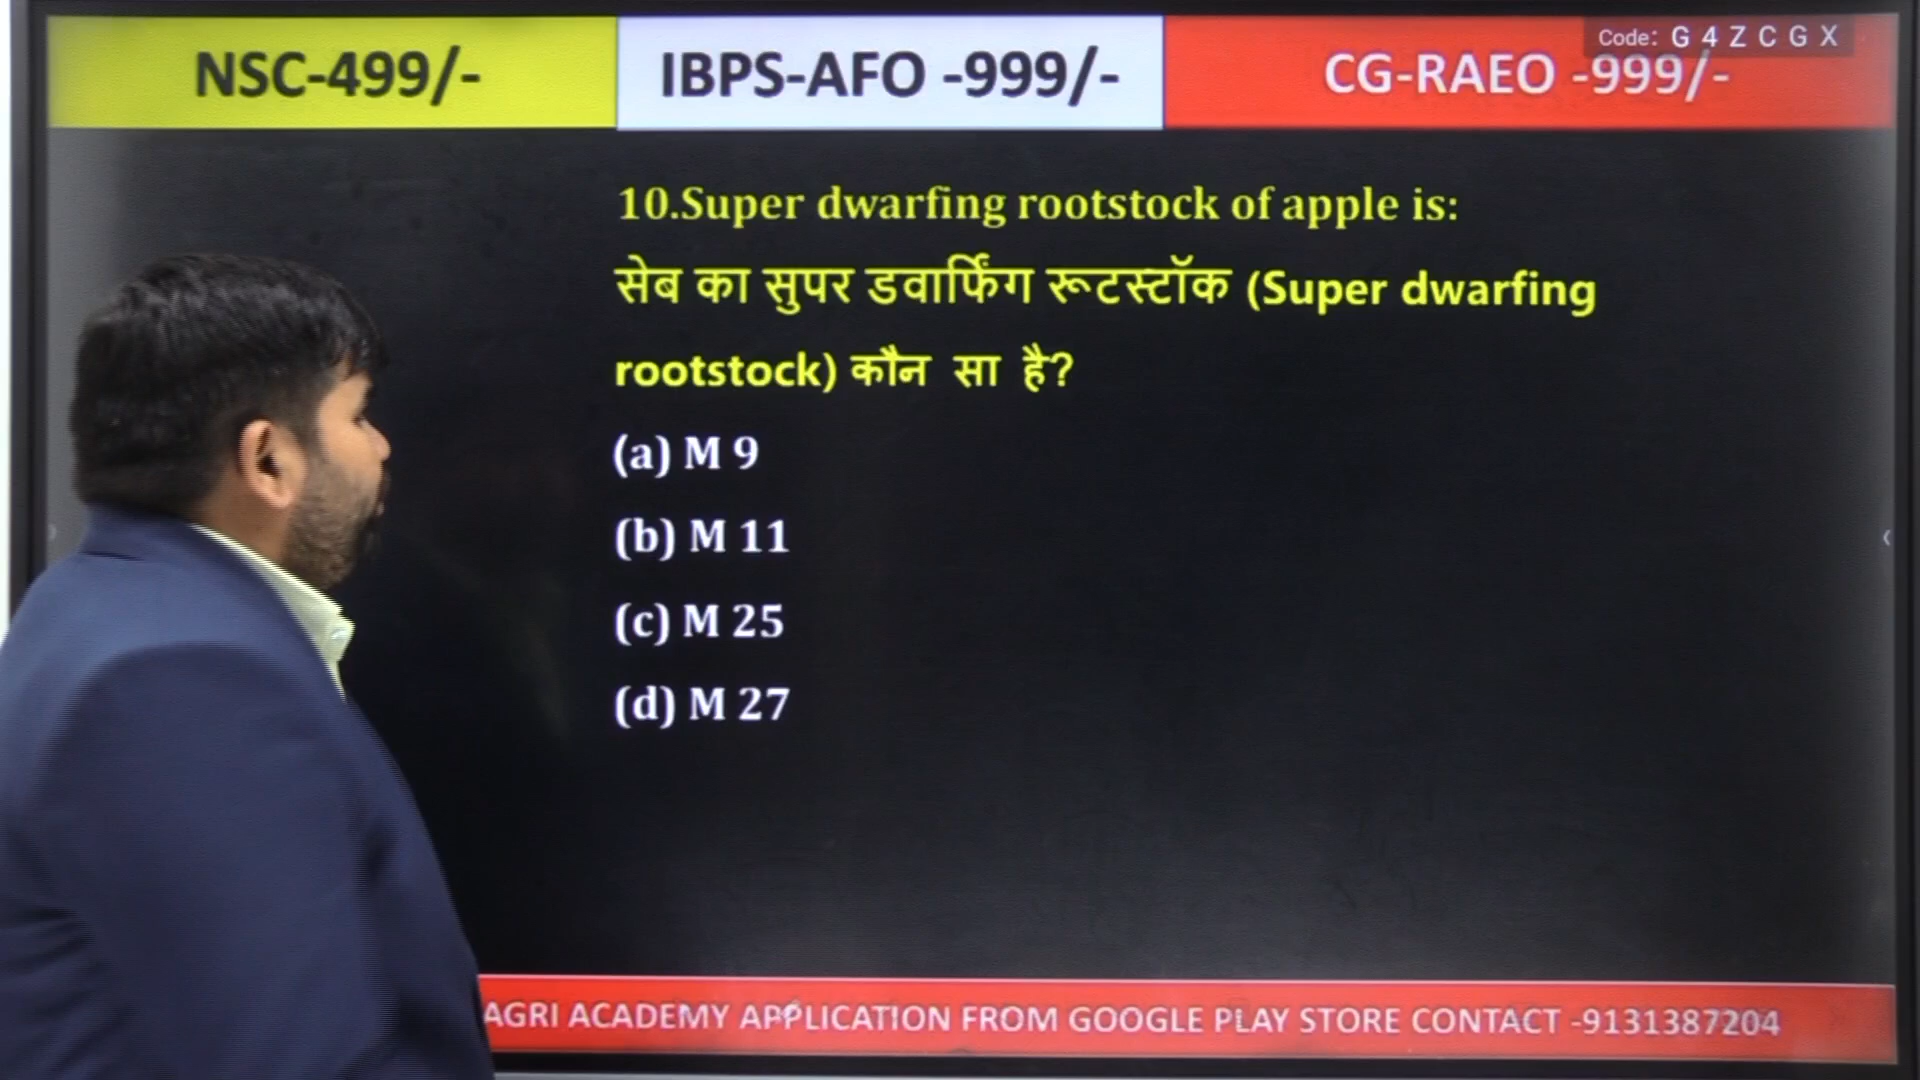 NSC-499/-
IBPS-AFO -999/-
CG-RAEO -999/-
Code: G 4 Z C G X
10.Super dwarfing rootstock of apple is:
सेब का सुपर डवार्फिंग रूटस्टॉक (Super dwarfing
rootstock) कौन सा है?
(a) M 9
(b) M 11
(c) M 25
(d) M 27
AGRI ACADEMY APPLICATION FROM GOOGLE PLAY STORE CONTACT -9131387204